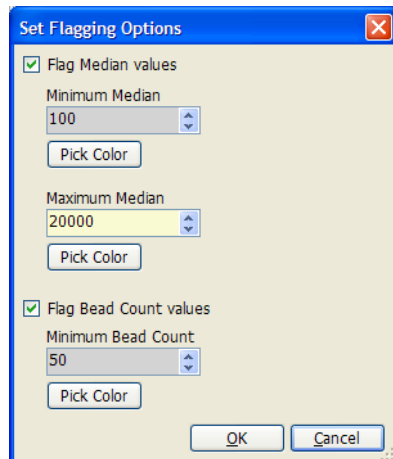 Set Flagging Options
Flag Median values
Minimum Median
100
Pick Color
Maximum Median
20000
Pick Color
Flag Bead Count values
Minimum Bead Count
50
Pick Color
OK Cancel